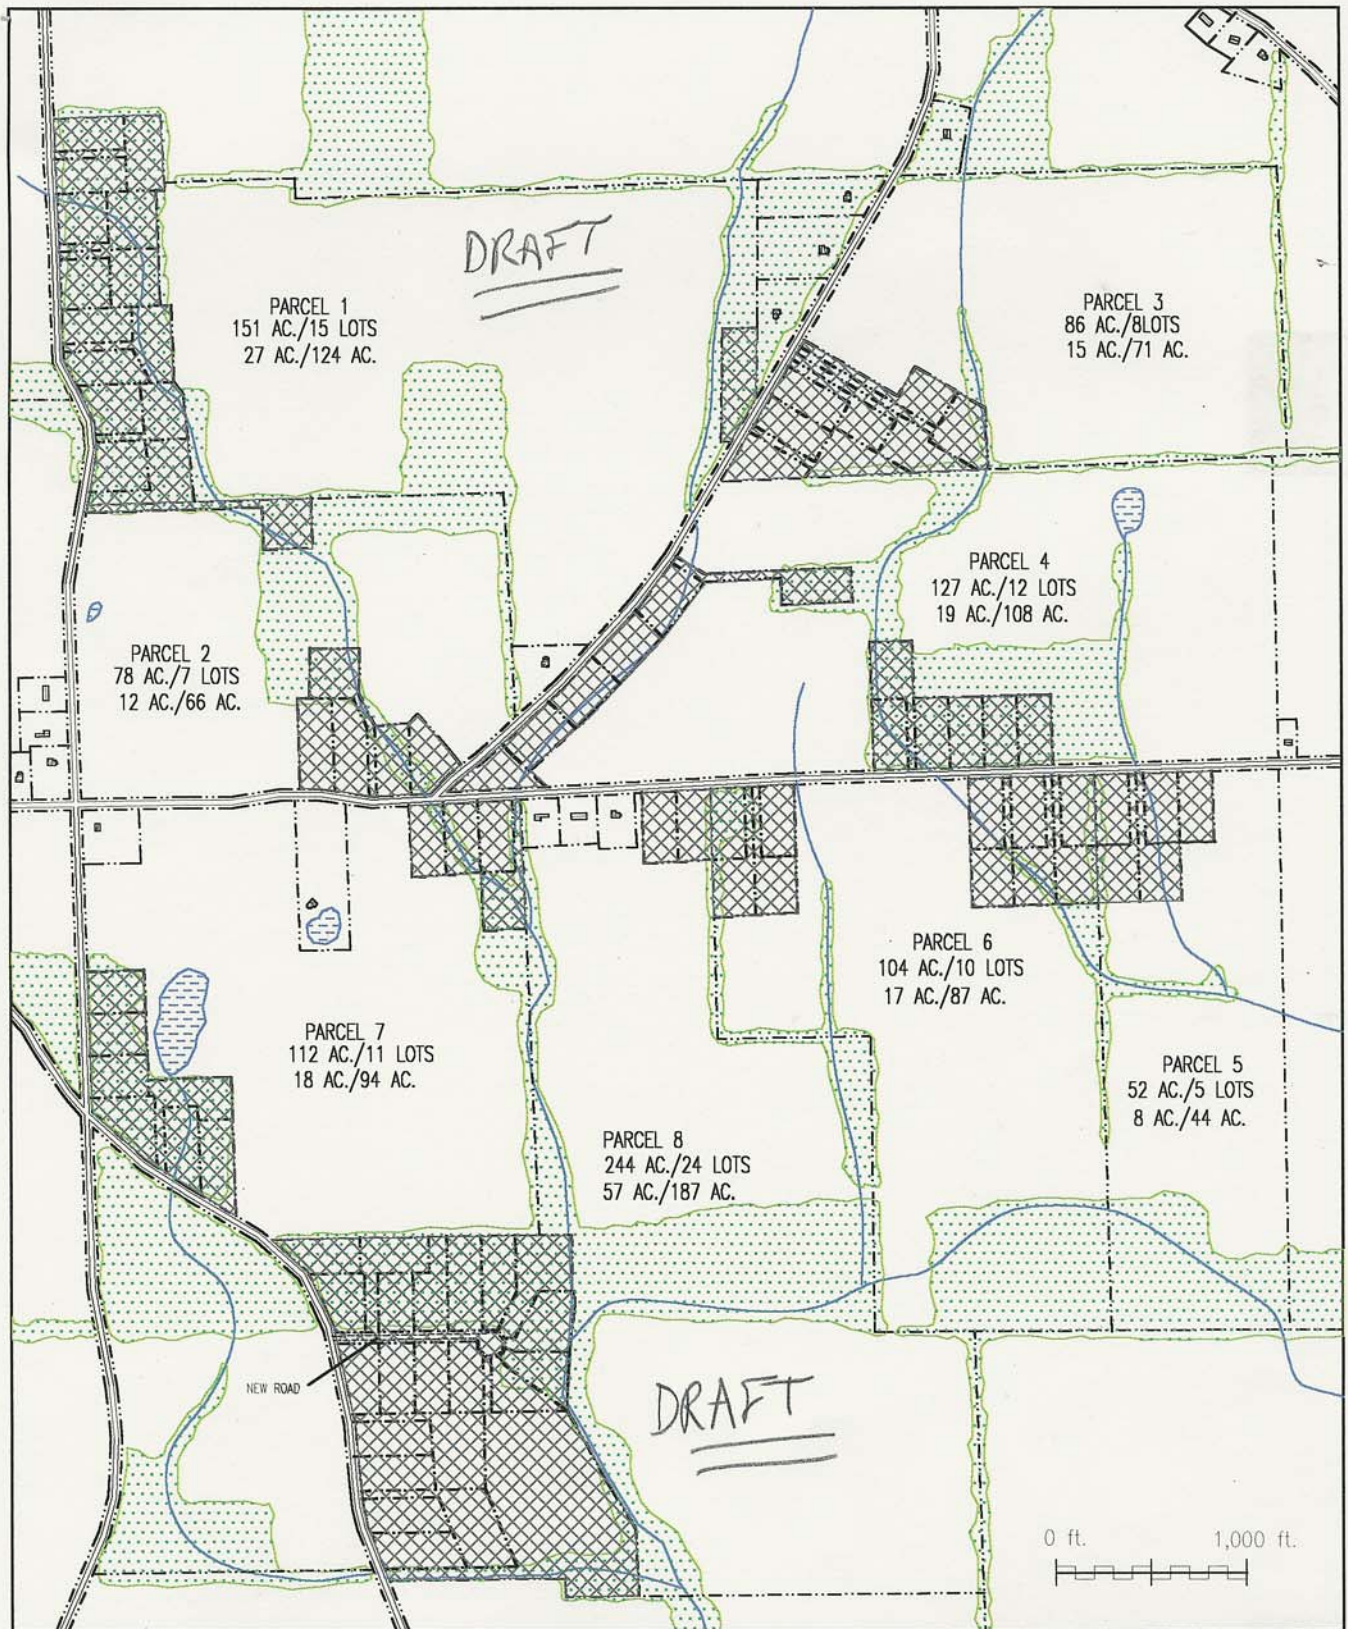 DRAFT
PARCEL 1
151 AC./15 LOTS
27 AC./124 AC.
PARCEL 3
86 AC./8LOTS
15 AC./71 AC.
PARCEL 4
127 AC./12 LOTS
19 AC./108 AC.
PARCEL 2
78 AC./7 LOTS
12 AC./66 AC.
PARCEL 6
104 AC./10 LOTS
17 AC./87 AC.
PARCEL 7
112 AC./11 LOTS
18 AC./94 AC.
PARCEL 5
52 AC./5 LOTS
8 AC./44 AC.
PARCEL 8
244 AC./24 LOTS
57 AC./187 AC.
NEW ROAD
DRAFT
0 ft. 1,000 ft.